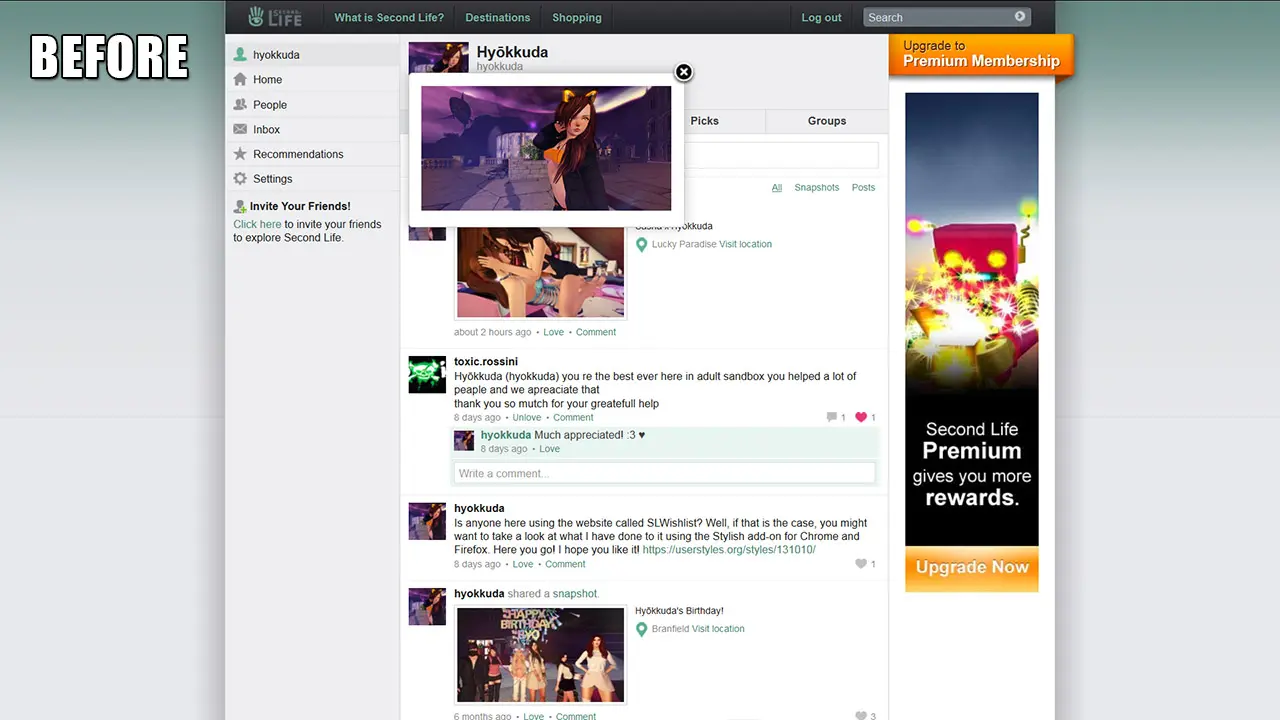 BEFORE
SECOND LIFE
What is Second Life?
Destinations
Shopping
Log out
Search
hyokkuda
Home
People
Inbox
Recommendations
Settings
Invite Your Friends!
Click here to invite your friends
to explore Second Life.
Hyōkkuda
hyokkuda
Picks
Groups
All
Snapshots
Posts
Hyōkkuda
Lucky Paradise Visit location
about 2 hours ago • Love • Comment
toxic.rossini
Hyōkkuda (hyokkuda) you re the best ever here in adult sandbox you helped a lot of
peaple and we apreaciate that
thank you so mutch for your greatefull help
8 days ago • Unlove • Comment
1
1
hyokkuda Much appreciated! :3 ♥
8 days ago • Love
Write a comment...
hyokkuda
Is anyone here using the website called SLWishlist? Well, if that is the case, you might
want to take a look at what I have done to it using the Stylish add-on for Chrome and
Firefox. Here you go! I hope you like it! https://userstyles.org/styles/131010/
8 days ago • Love • Comment
1
hyokkuda shared a snapshot.
HAPPY
BIRTHDAY
Hyōkkuda's Birthday!
Branfield Visit location
6 months ago • Love • Comment
3
Upgrade to
Premium Membership
Second Life
Premium
gives you more
rewards.
Upgrade Now